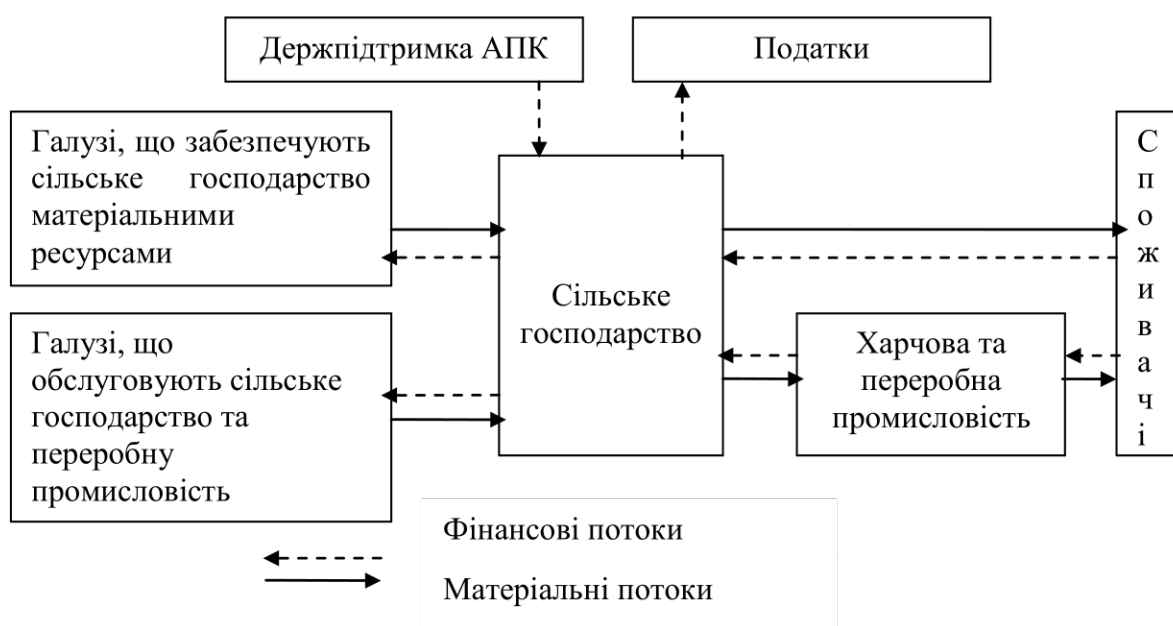 Держпідтримка АПК
Податки
Галузі, що забезпечують
сільське господарство
матеріальними
ресурсами
Сільське
господарство
Споживачі
Галузі, що
обслуговують сільське
господарство та
переробну
промисловість
Харчова та
переробна
промисловість
Фінансові потоки
Матеріальні потоки